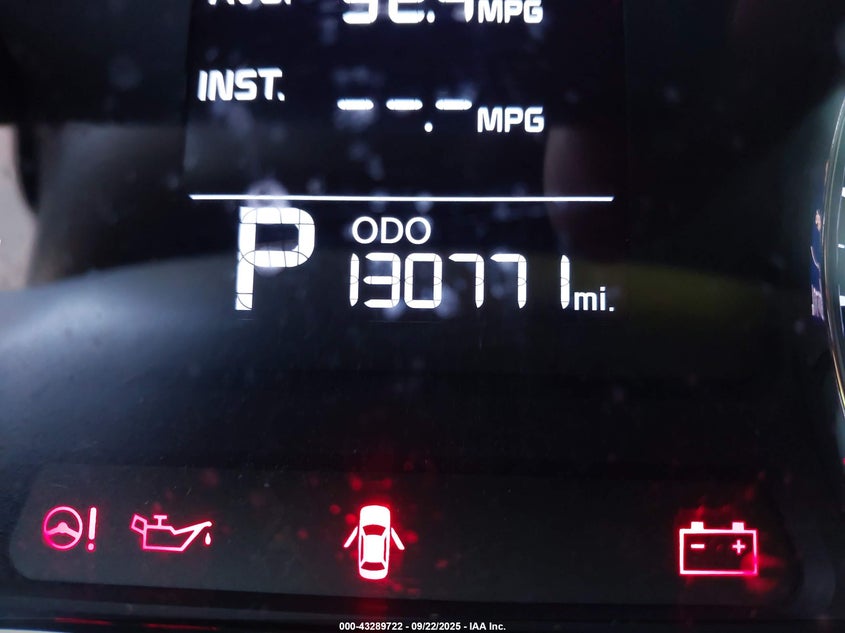 MPG
INST. --.- MPG
P ODO
130771 mi.
000-43289722 - 09/22/2025 - IAA Inc.